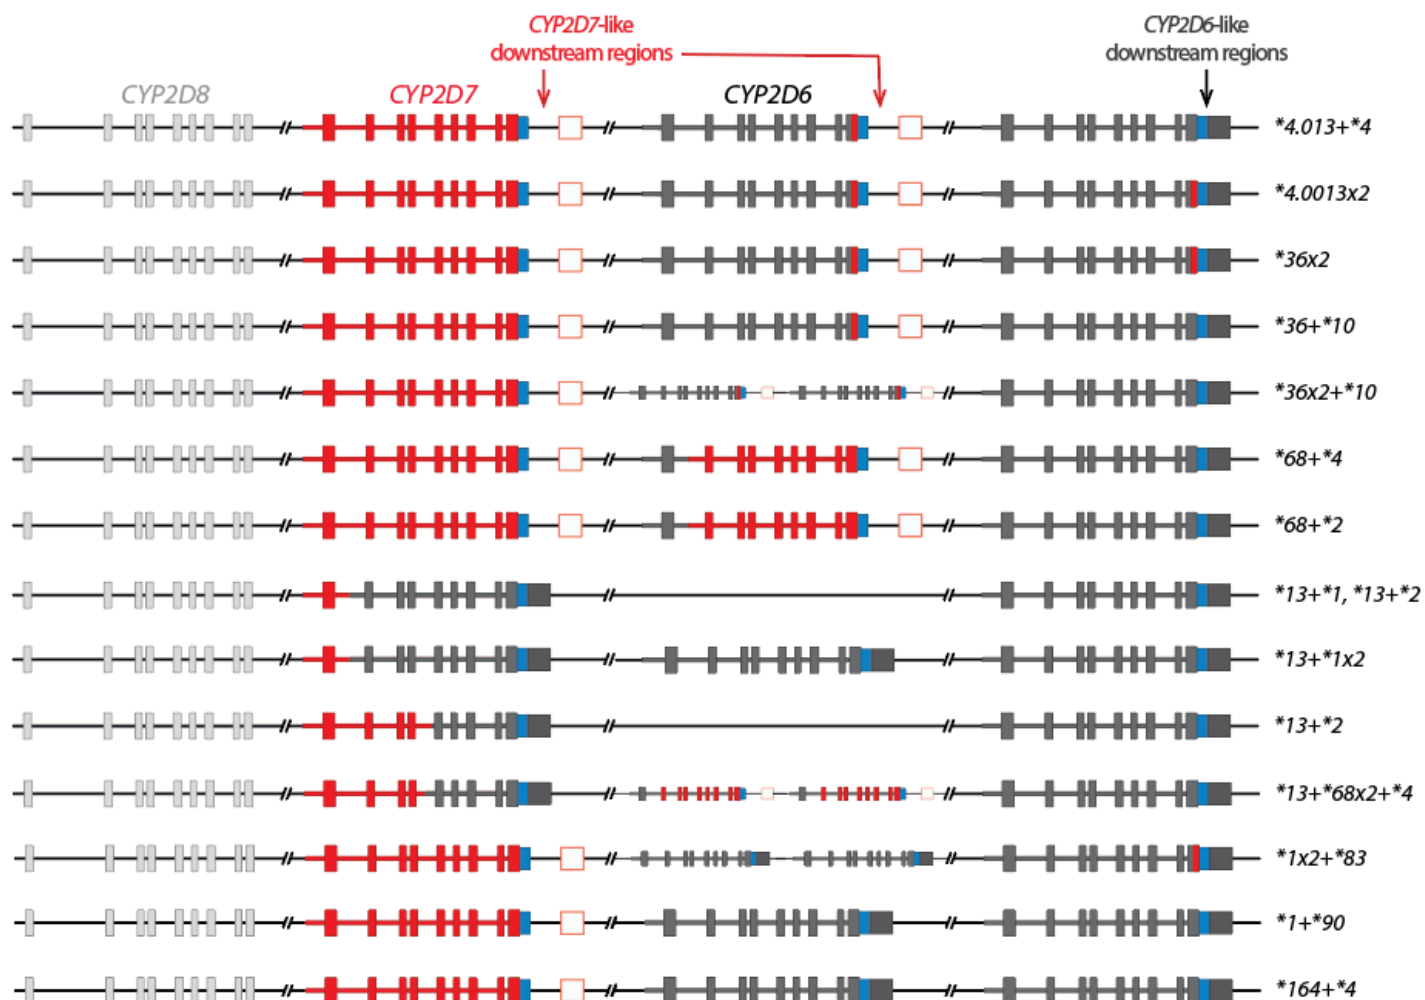 CYP2D7-like
downstream regions
CYP2D6-like
downstream regions
CYP2D8
CYP2D7
CYP2D6
*4.013+*4
*4.0013x2
*36x2
*36+*10
*36x2+*10
*68+*4
*68+*2
*13+*1, *13+*2
*13+*1x2
*13+*2
*13+*68x2+*4
*1x2+*83
*1+*90
*164+*4